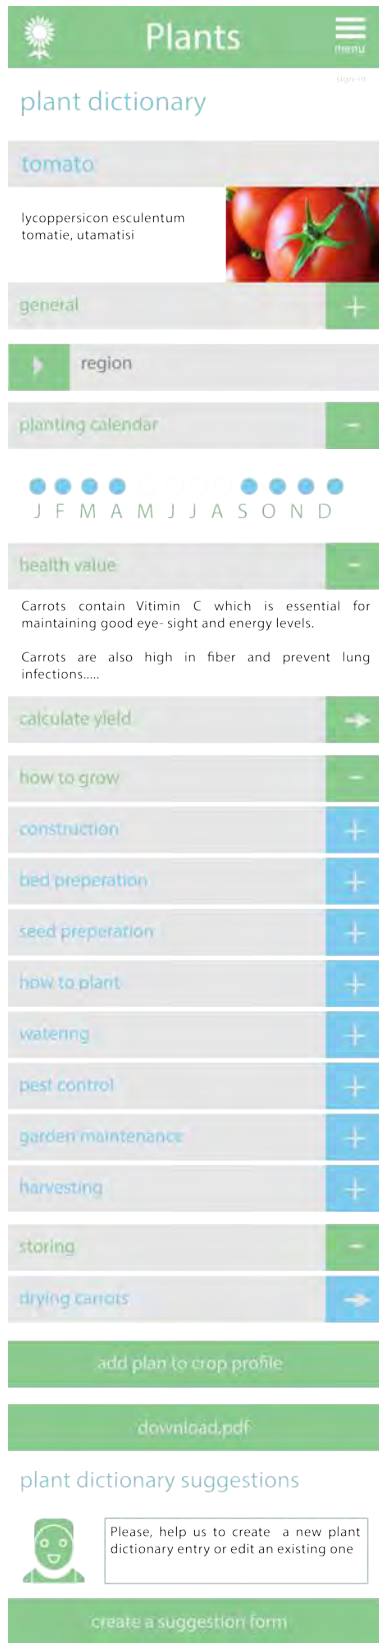 Plants
menu
sign in
plant dictionary
tomato
lycoppersicon esculentum
tomatie, utamatisi
general
region
planting calendar
J F M A M J J A S O N D
health value
Carrots contain Vitimin C which is essential for
maintaining good eye- sight and energy levels.
Carrots are also high in fiber and prevent lung
infections.....
calculate yield
how to grow
construction
bed preperation
seed preperation
how to plant
watering
pest control
garden maintenance
harvesting
storing
drying carrots
add plan to crop profile
download.pdf
plant dictionary suggestions
Please, help us to create a new plant
dictionary entry or edit an existing one
create a suggestion form